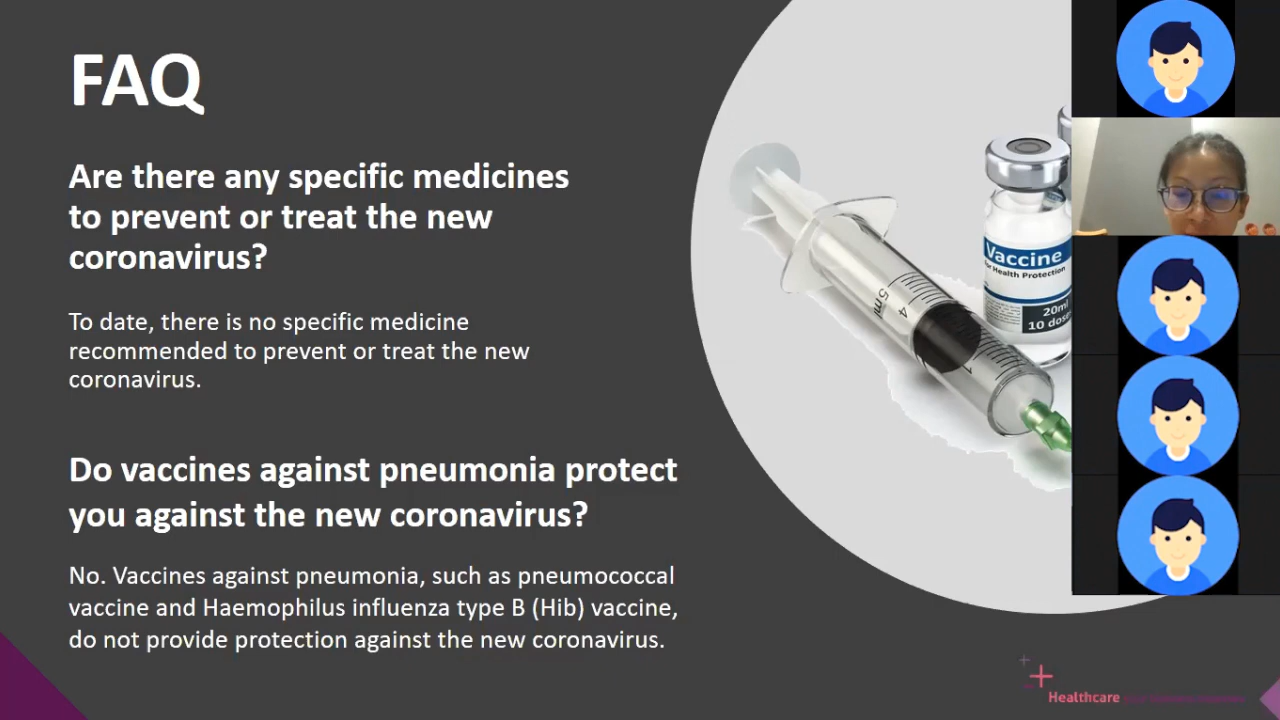 FAQ
Are there any specific medicines
to prevent or treat the new
coronavirus?
To date, there is no specific medicine
recommended to prevent or treat the new
coronavirus.
Do vaccines against pneumonia protect
you against the new coronavirus?
No. Vaccines against pneumonia, such as pneumococcal
vaccine and Haemophilus influenza type B (Hib) vaccine,
do not provide protection against the new coronavirus.
Vaccine
for Health Protection
20ml
10 dose
5ml
4
1
Healthcare